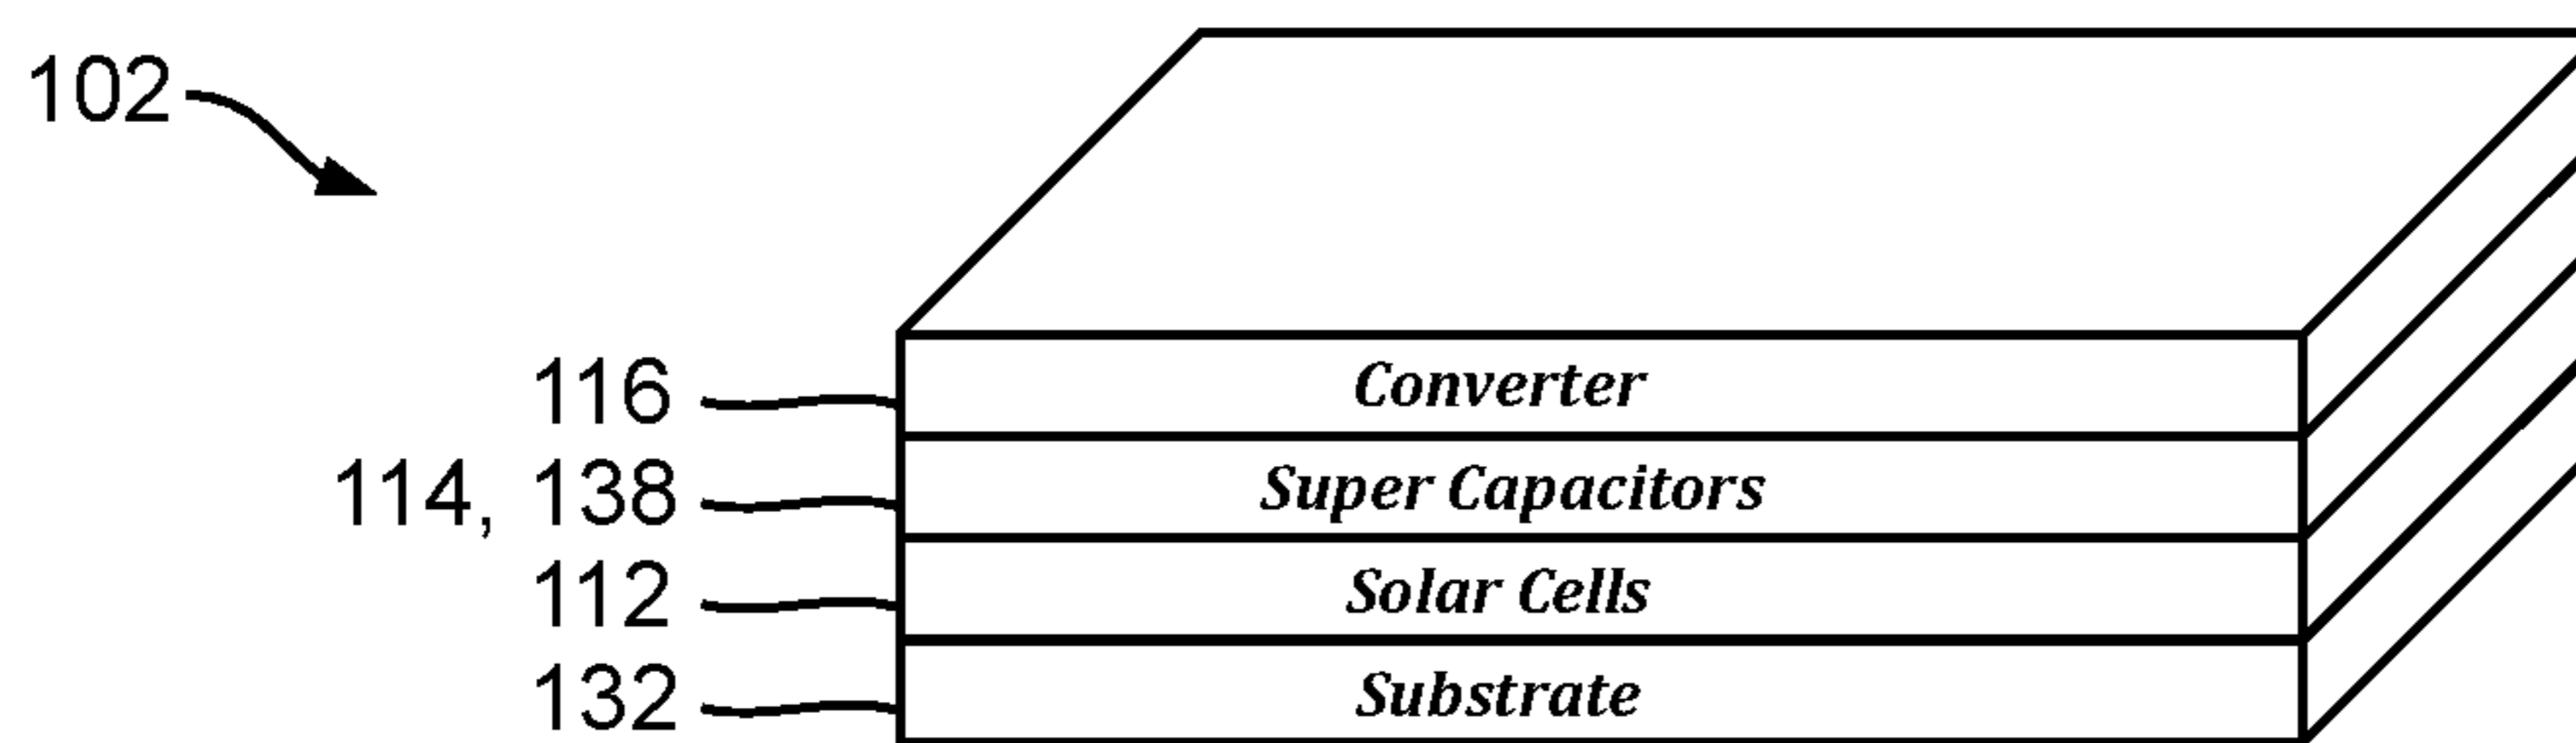 102
116 Converter
114, 138 Super Capacitors
112 Solar Cells
132 Substrate